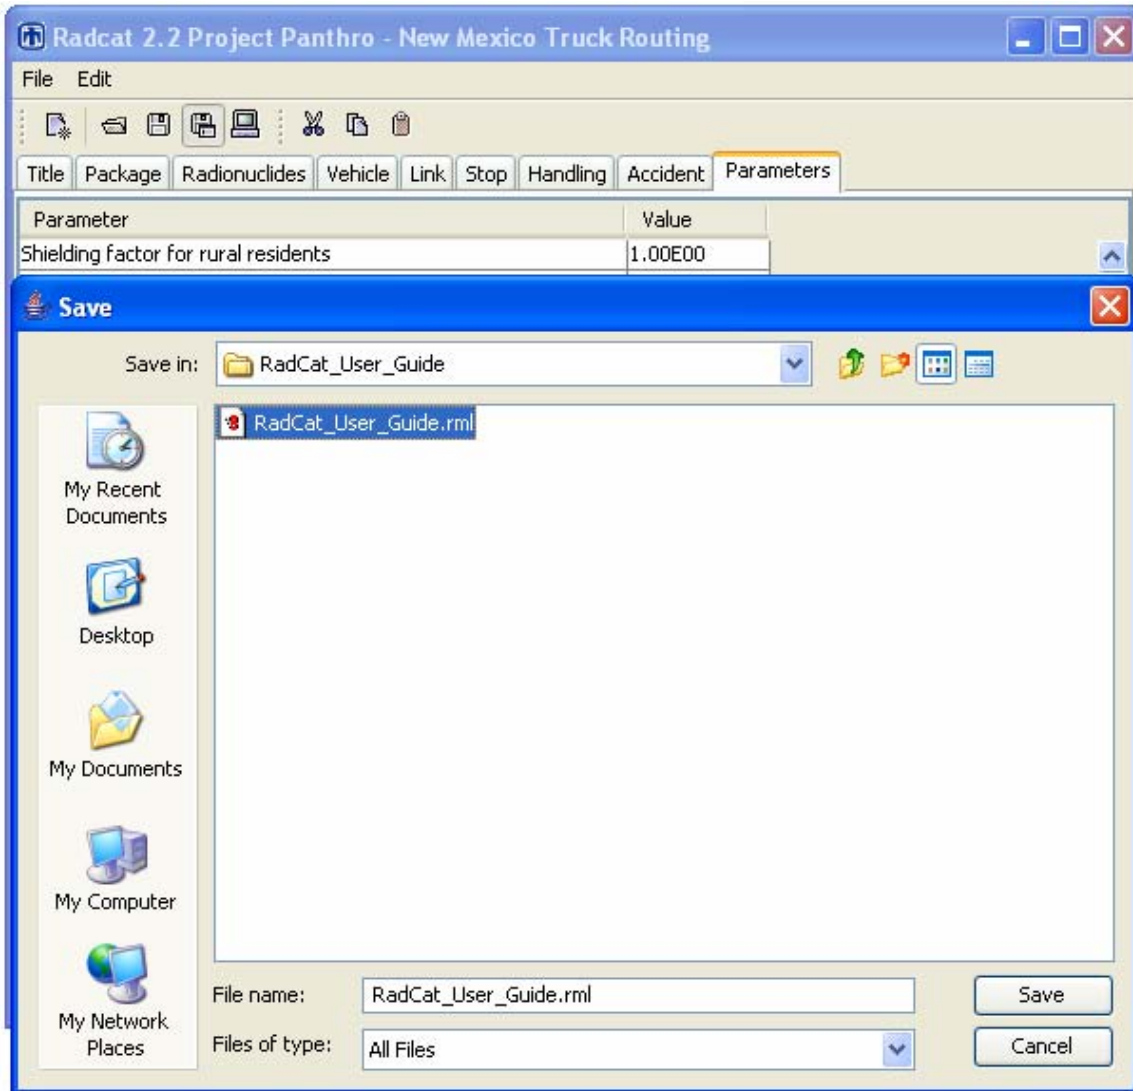 Radcat 2.2 Project Panthro - New Mexico Truck Routing
File Edit
Title Package Radionuclides Vehicle Link Stop Handling Accident Parameters
Parameter Value
Shielding factor for rural residents 1.00E00
Save
Save in: RadCat_User_Guide
RadCat_User_Guide.rml
My Recent
Documents
Desktop
My Documents
My Computer
My Network
Places
File name: RadCat_User_Guide.rml Save
Files of type: All Files Cancel